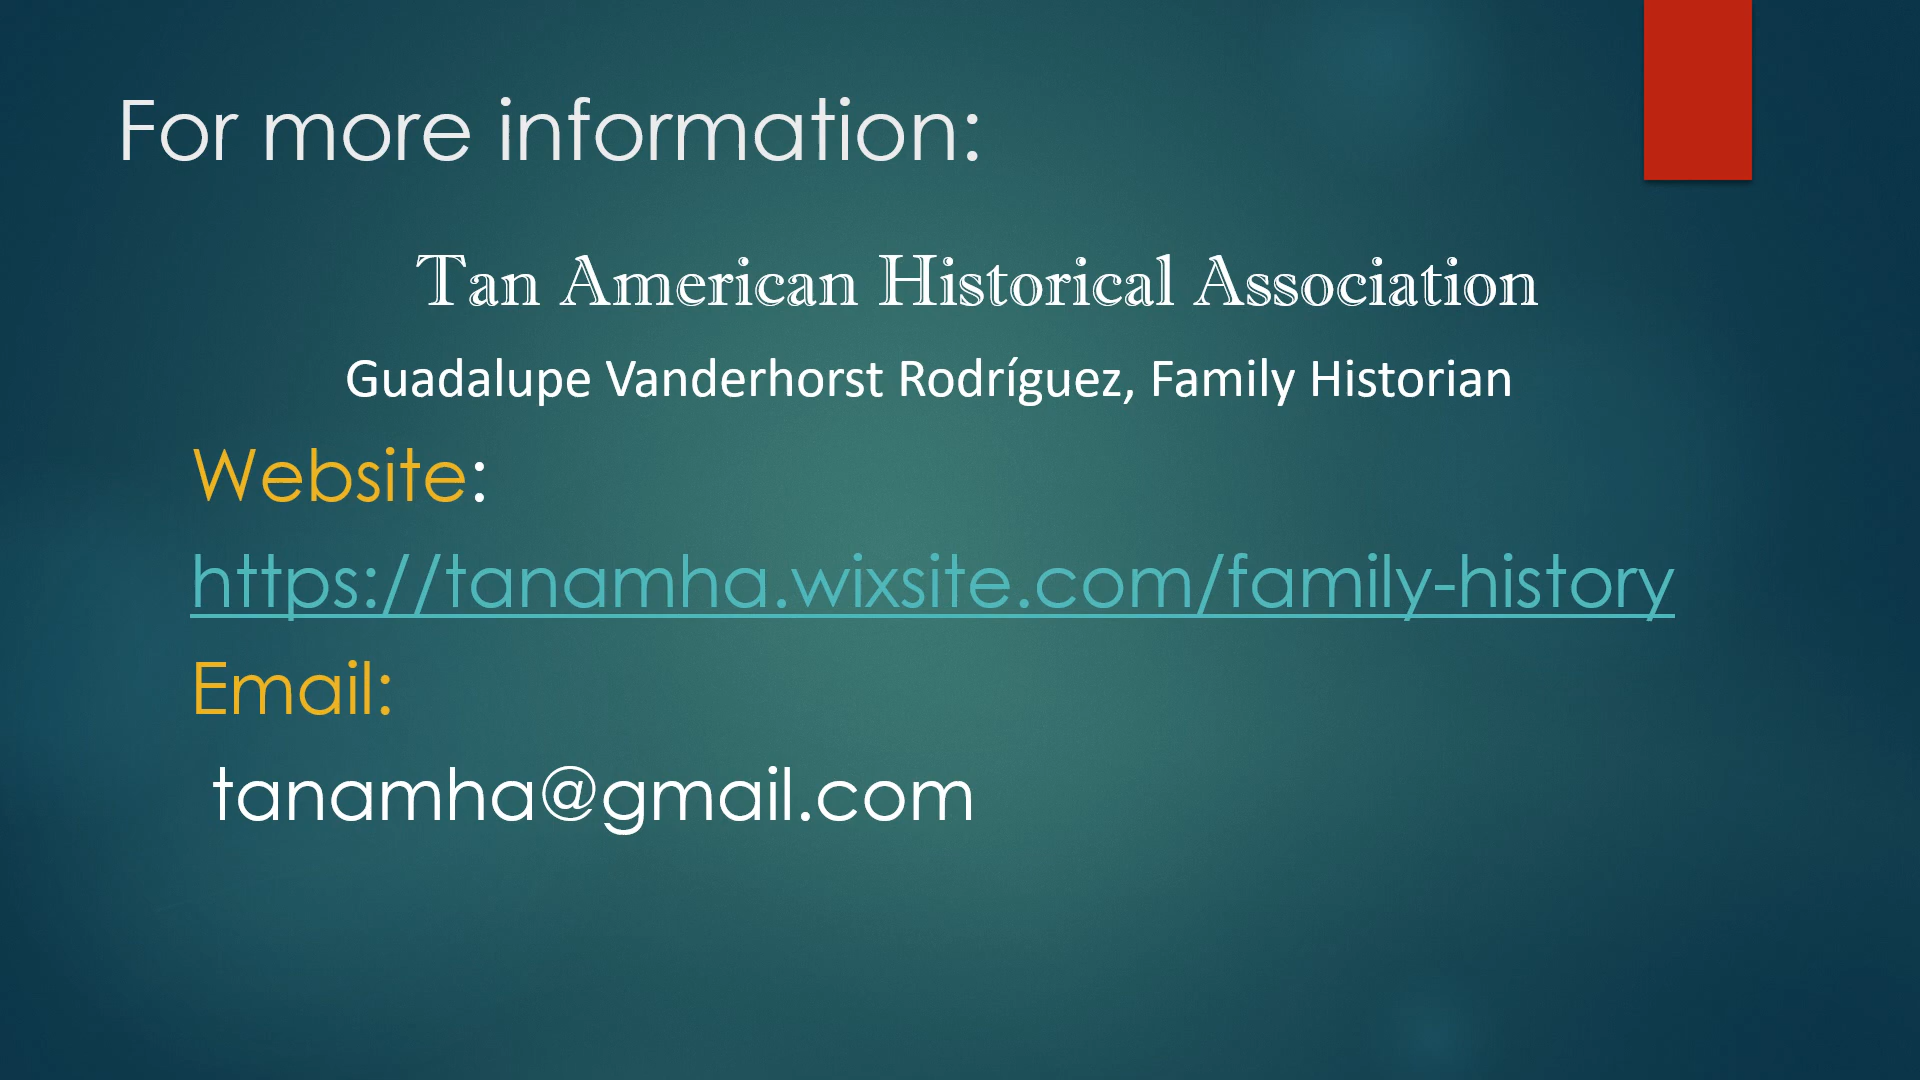 For more information:
Tan American Historical Association
Guadalupe Vanderhorst Rodríguez, Family Historian
Website:
https://tanamha.wixsite.com/family-history
Email:
tanamha@gmail.com